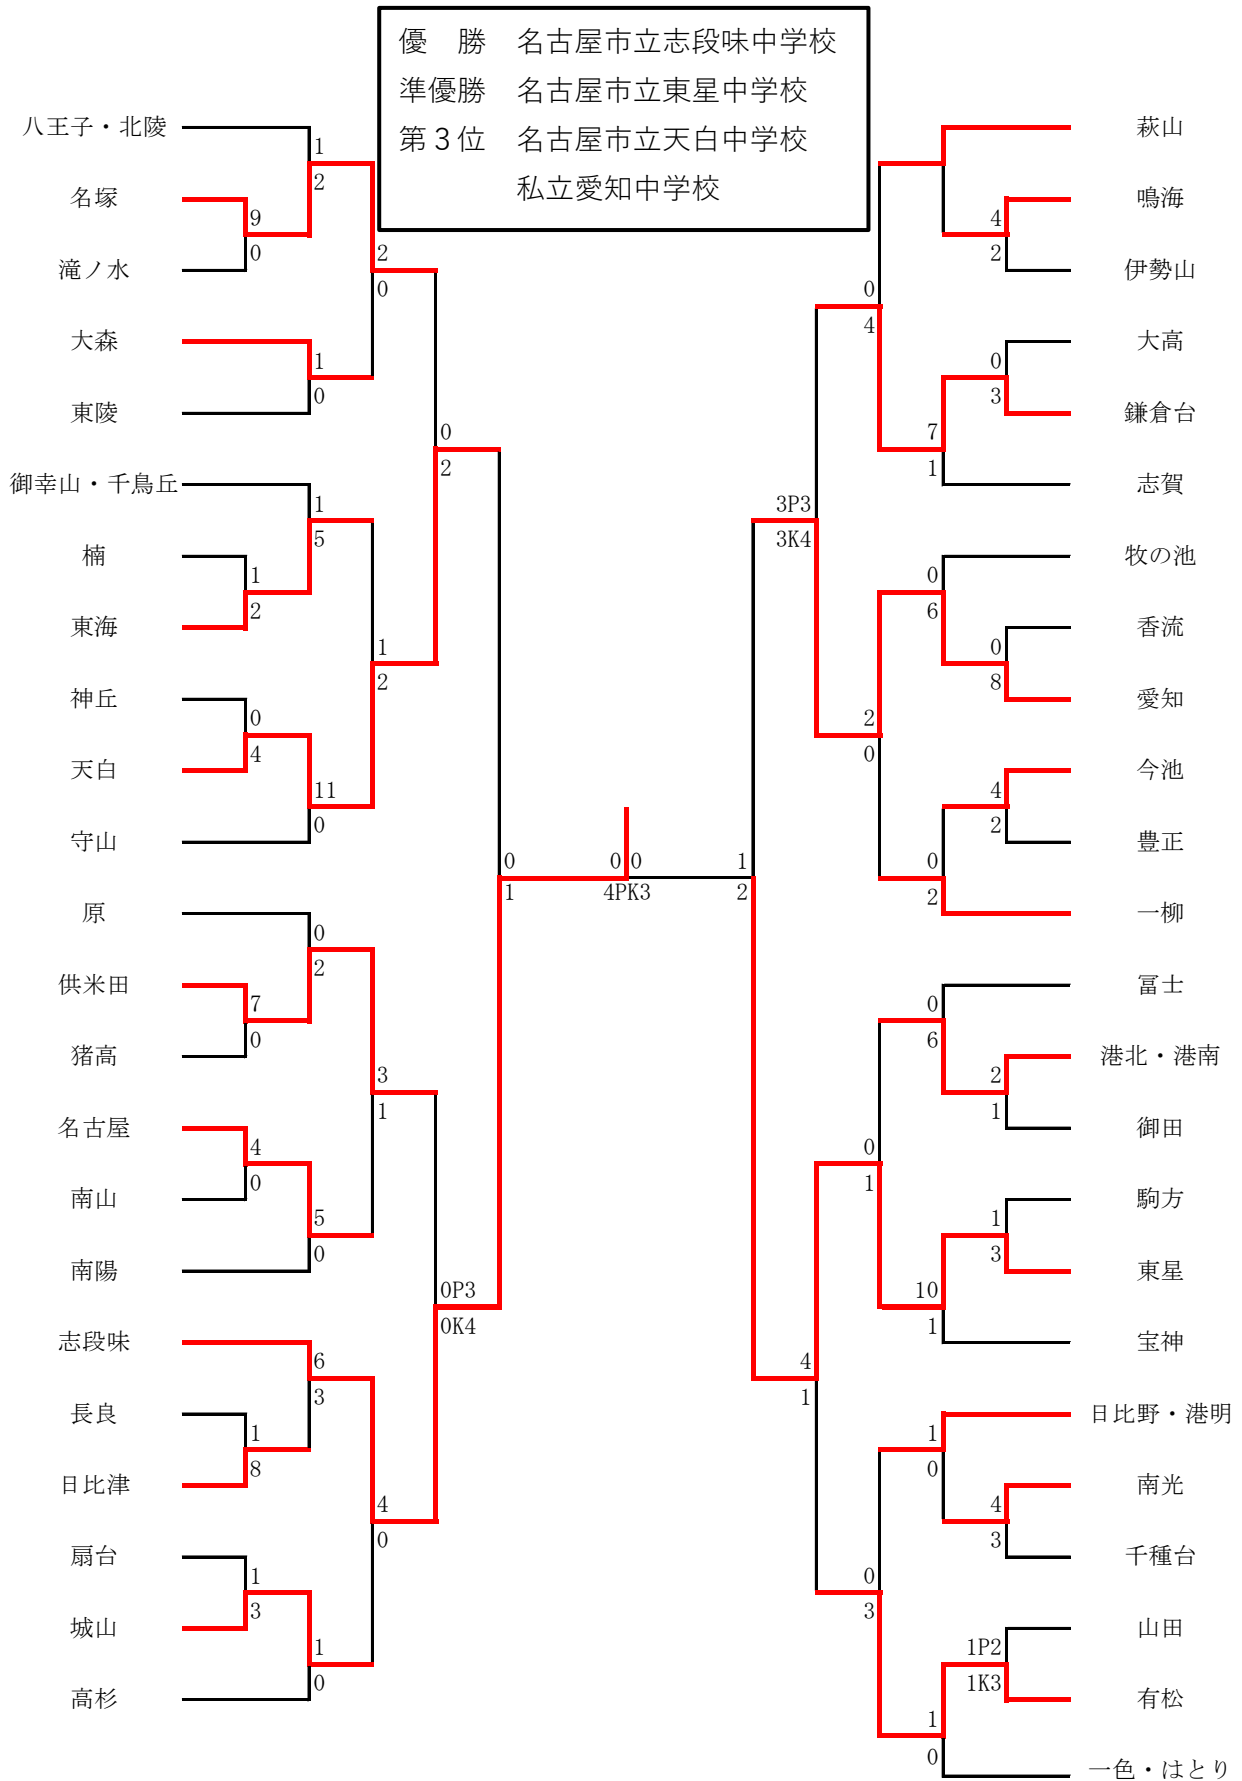 優　勝　名古屋市立志段味中学校
準優勝　名古屋市立東星中学校
第３位　名古屋市立天白中学校
私立愛知中学校
八王子・北陵
1
2
名塚
9
0
滝ノ水
2
0
大森
1
0
東陵
0
2
御幸山・千鳥丘
1
5
楠
1
2
東海
1
2
神丘
0
4
天白
11
0
守山
0
1
原
0
2
供米田
7
0
猪高
3
1
名古屋
4
0
南山
5
0
南陽
0P3
0K4
志段味
6
3
長良
1
8
日比津
4
0
扇台
1
3
城山
1
0
高杉
0 0
4PK3
萩山
鳴海
4
2
伊勢山
0
4
大高
0
3
鎌倉台
7
1
志賀
3P3
3K4
牧の池
0
6
香流
0
8
愛知
2
0
今池
4
2
豊正
0
2
一柳
1
2
冨士
0
6
港北・港南
2
1
御田
0
1
駒方
1
3
東星
10
1
宝神
4
1
日比野・港明
1
0
南光
4
3
千種台
0
3
山田
1P2
1K3
有松
1
0
一色・はとり